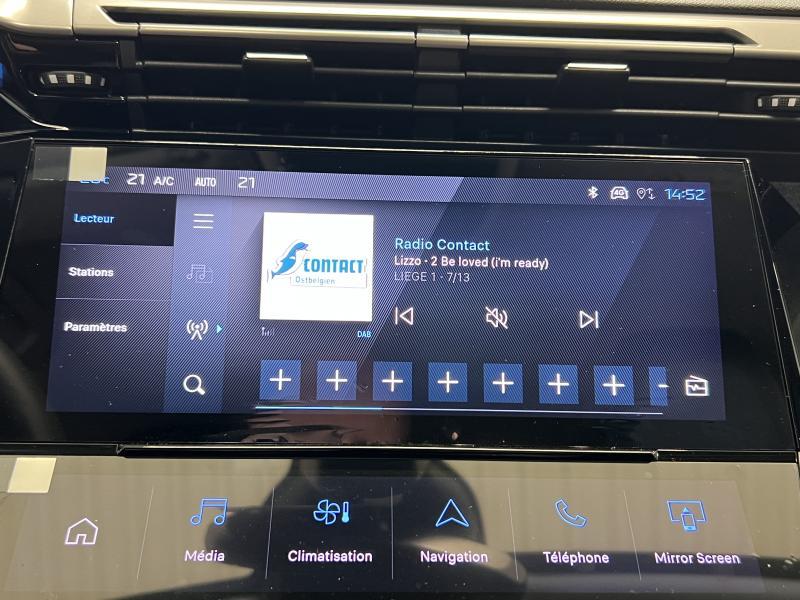 21 A/C AUTO 21 4G 14:52
Lecteur
Stations
Paramètres
CONTACT
Ostbelgien
DAB
Radio Contact
Lizzo · 2 Be loved (i'm ready)
LIEGE 1 · 7/13
Média
Climatisation
Navigation
Téléphone
Mirror Screen